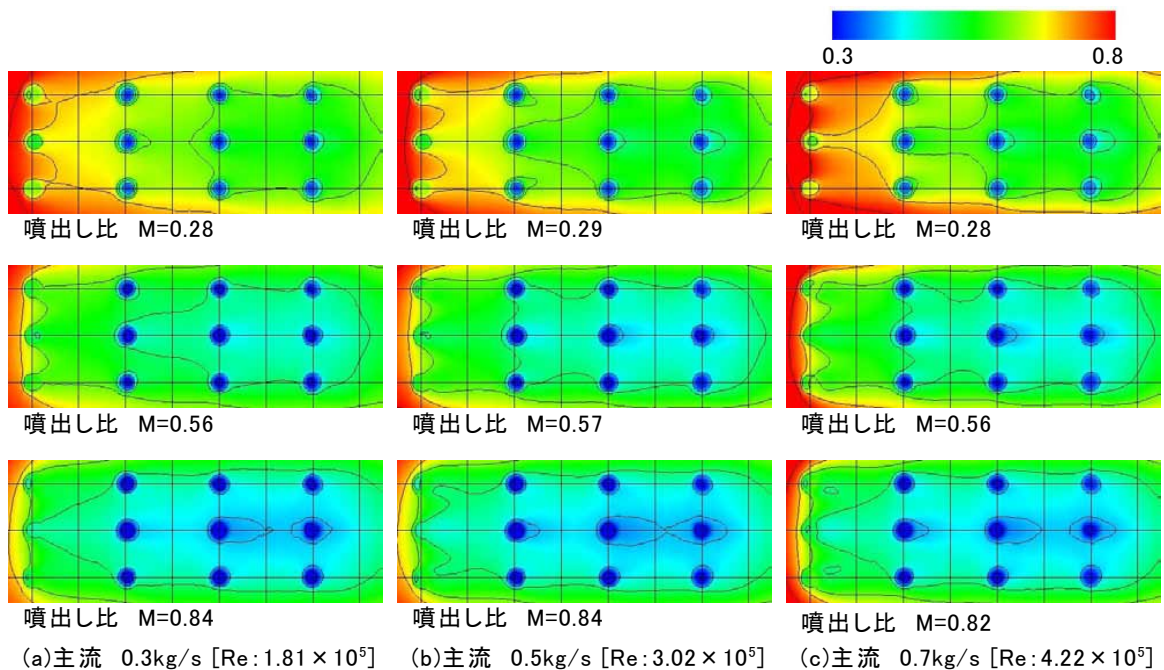 0.3 0.8
噴出し比 M=0.28 噴出し比 M=0.29 噴出し比 M=0.28
噴出し比 M=0.56 噴出し比 M=0.57 噴出し比 M=0.56
噴出し比 M=0.84 噴出し比 M=0.84 噴出し比 M=0.82
(a)主流 0.3kg/s [Re:1.81×10⁵] (b)主流 0.5kg/s [Re:3.02×10⁵] (c)主流 0.7kg/s [Re:4.22×10⁵]